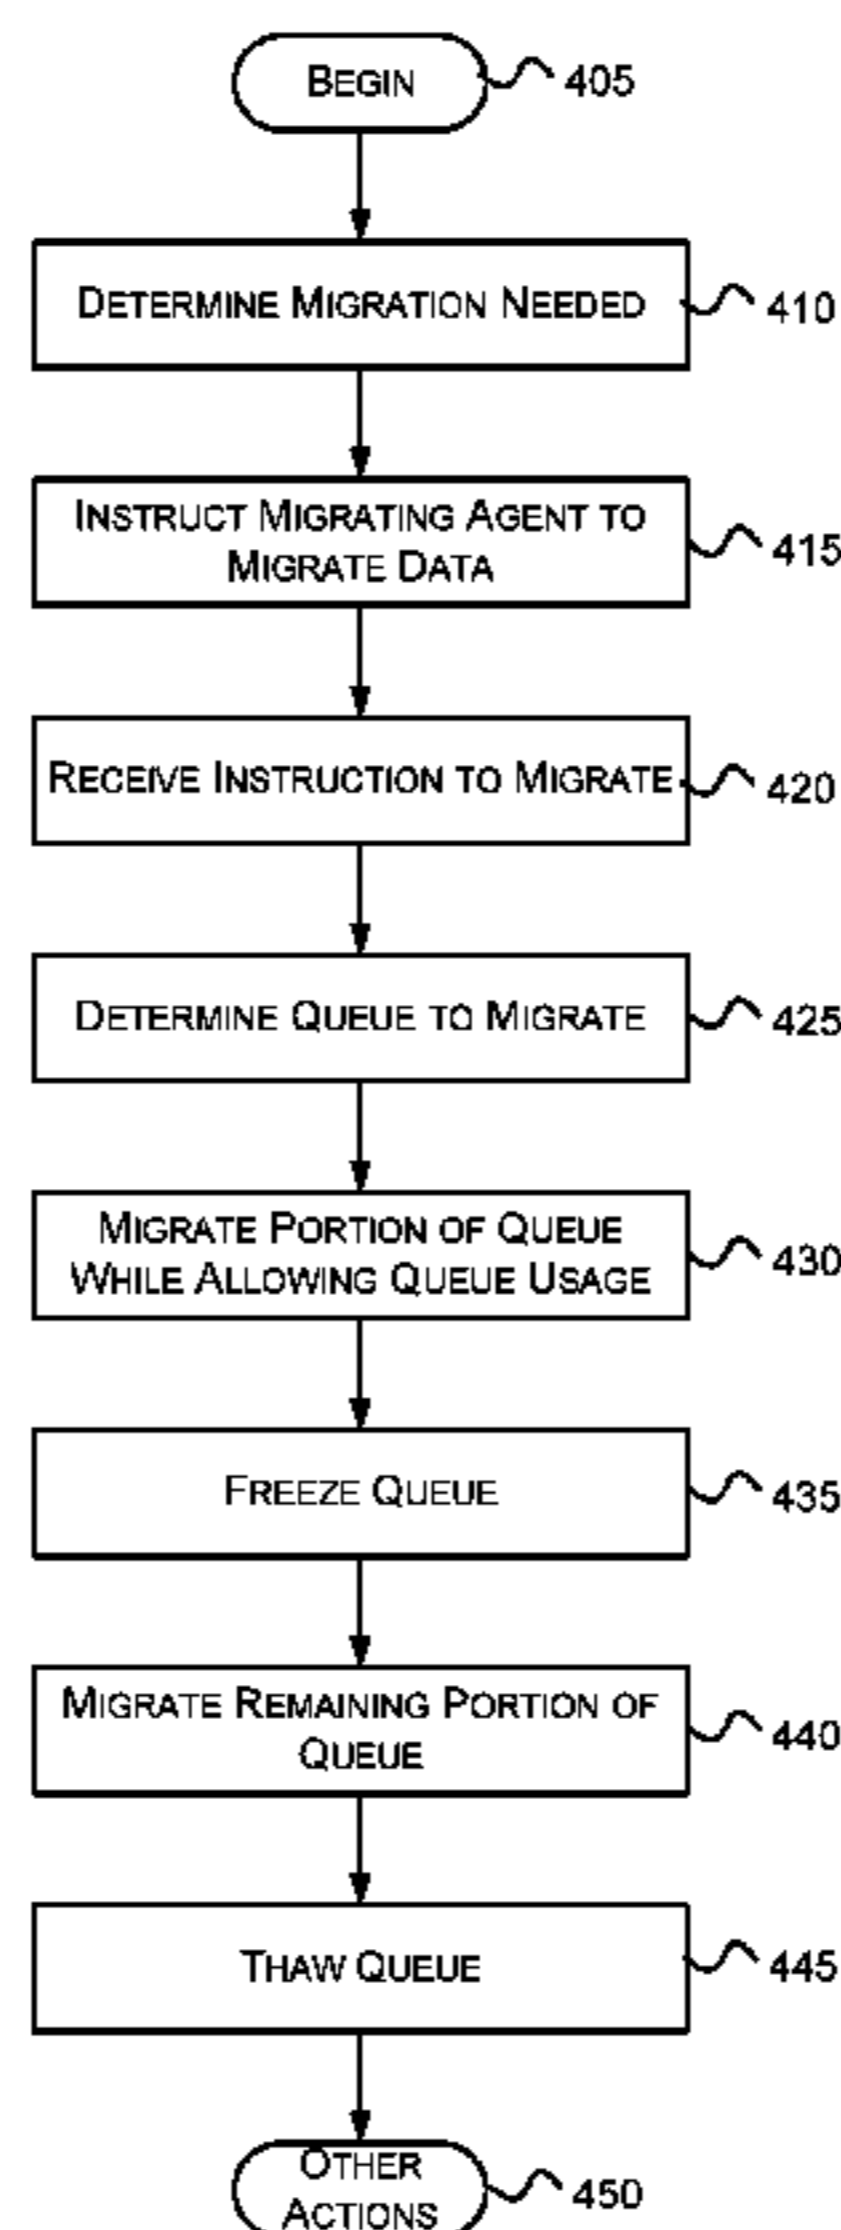 BEGIN
405
DETERMINE MIGRATION NEEDED
410
INSTRUCT MIGRATING AGENT TO
MIGRATE DATA
415
RECEIVE INSTRUCTION TO MIGRATE
420
DETERMINE QUEUE TO MIGRATE
425
MIGRATE PORTION OF QUEUE
WHILE ALLOWING QUEUE USAGE
430
FREEZE QUEUE
435
MIGRATE REMAINING PORTION OF
QUEUE
440
THAW QUEUE
445
OTHER
ACTIONS
450